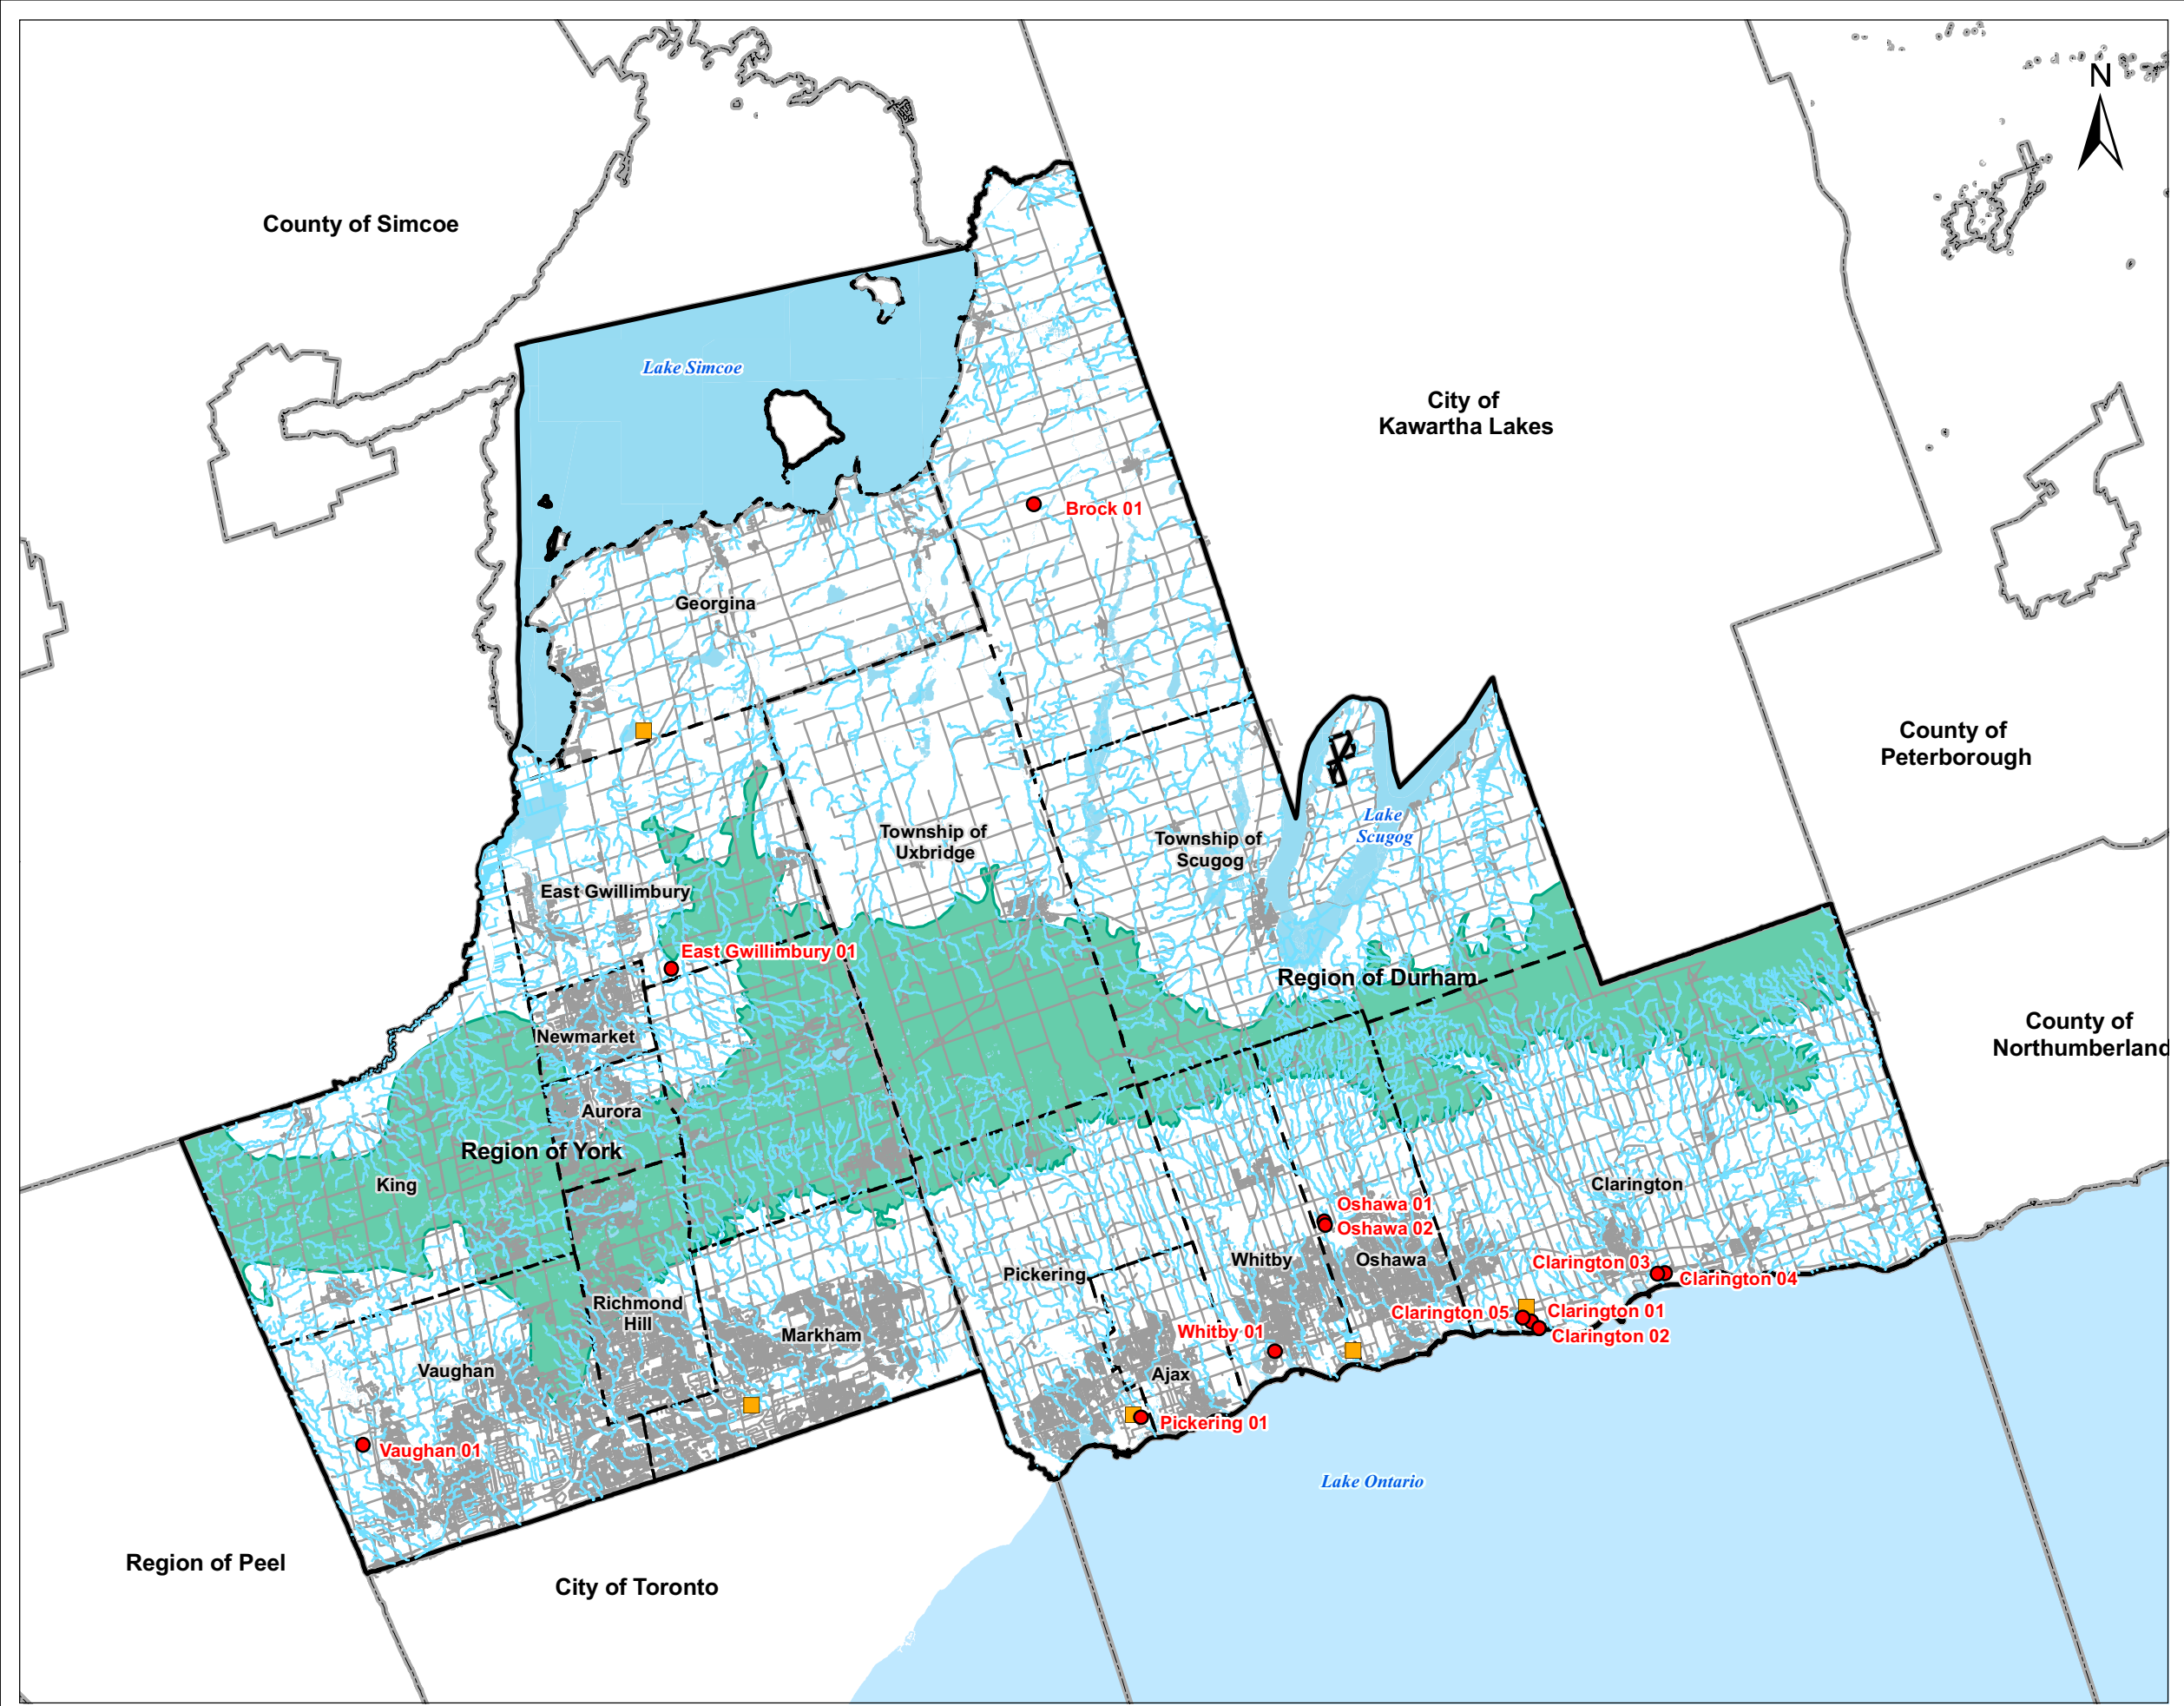 N
County of Simcoe
Lake Simcoe
City of
Kawartha Lakes
Brock 01
Georgina
County of
Peterborough
Township of
Uxbridge
Township of
Scugog
Lake
Scugog
East Gwillimbury
East Gwillimbury 01
Region of Durham
Newmarket
County of
Northumberland
Aurora
Region of York
King
Clarington
Oshawa 01
Oshawa 02
Whitby
Oshawa
Pickering
Clarington 03
Clarington 04
Richmond
Hill
Markham
Clarington 05
Clarington 01
Clarington 02
Whitby 01
Vaughan
Ajax
Pickering 01
Vaughan 01
Lake Ontario
Region of Peel
City of Toronto